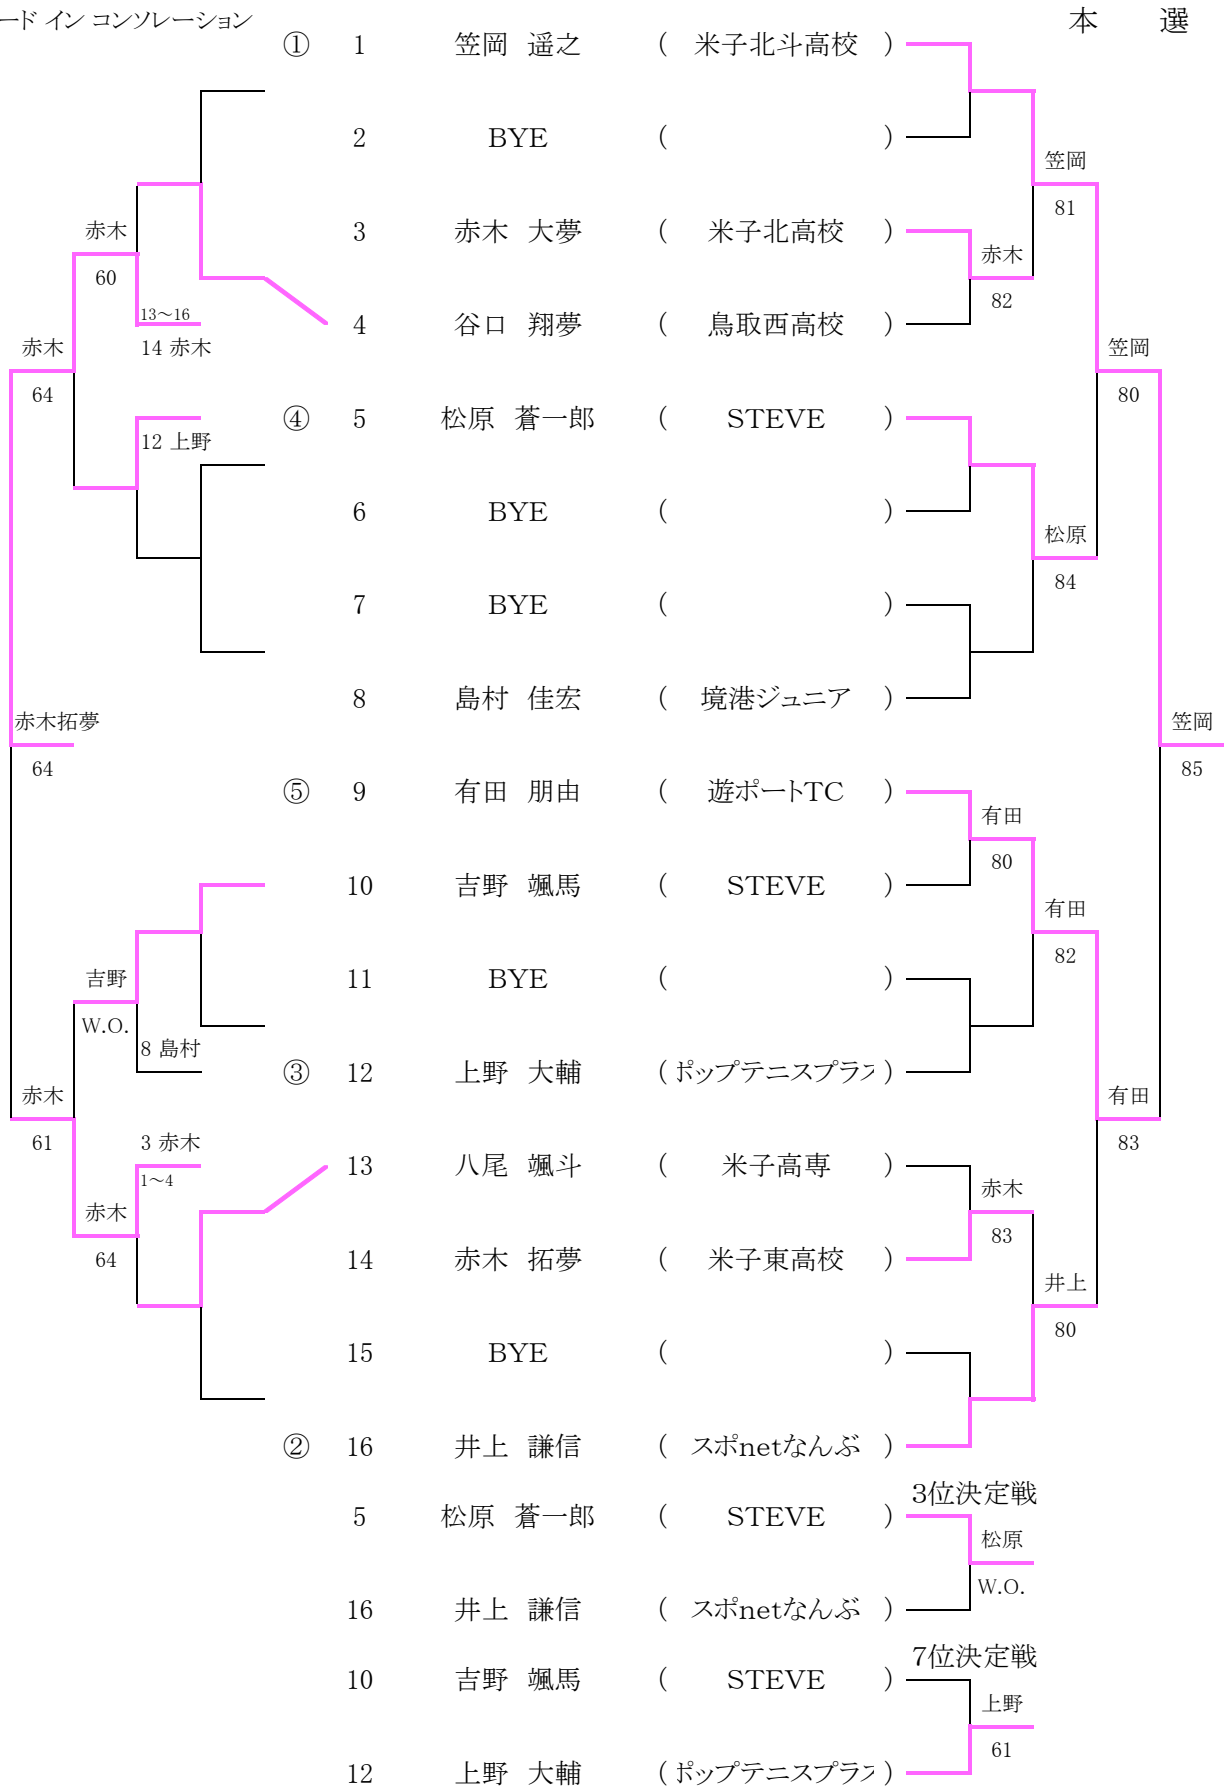 ード イン コンソレーション
本 選
① 1 笠岡 遥之 ( 米子北斗高校 )
2 BYE ( )
笠岡
81
3 赤木 大夢 ( 米子北高校 )
赤木
60
赤木
82
13～16
14 赤木
4 谷口 翔夢 ( 鳥取西高校 )
赤木
64
笠岡
80
④ 5 松原 蒼一郎 ( STEVE )
12 上野
6 BYE ( )
松原
84
7 BYE ( )
8 島村 佳宏 ( 境港ジュニア )
赤木拓夢
64
笠岡
85
⑤ 9 有田 朋由 ( 遊ポートTC )
有田
80
10 吉野 颯馬 ( STEVE )
有田
82
吉野
W.O.
11 BYE ( )
8 島村
③ 12 上野 大輔 (ポップテニスプラス)
赤木
61
有田
83
3 赤木
1～4
13 八尾 颯斗 ( 米子高専 )
赤木
64
赤木
83
14 赤木 拓夢 ( 米子東高校 )
井上
80
15 BYE ( )
② 16 井上 謙信 ( スポnetなんぶ )
3位決定戦
5 松原 蒼一郎 ( STEVE )
松原
W.O.
16 井上 謙信 ( スポnetなんぶ )
7位決定戦
10 吉野 颯馬 ( STEVE )
上野
61
12 上野 大輔 (ポップテニスプラス)